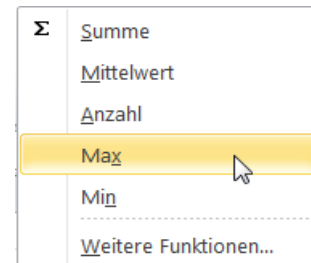 Σ Summe
Mittelwert
Anzahl
Max
Min
Weitere Funktionen...